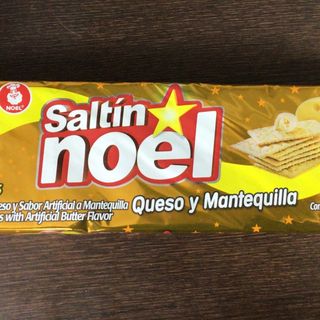 NOEL
Saltín
noel
Queso y Mantequilla
eso y Sabor Artificial a Mantequilla
s with Artificial Butter Flavor